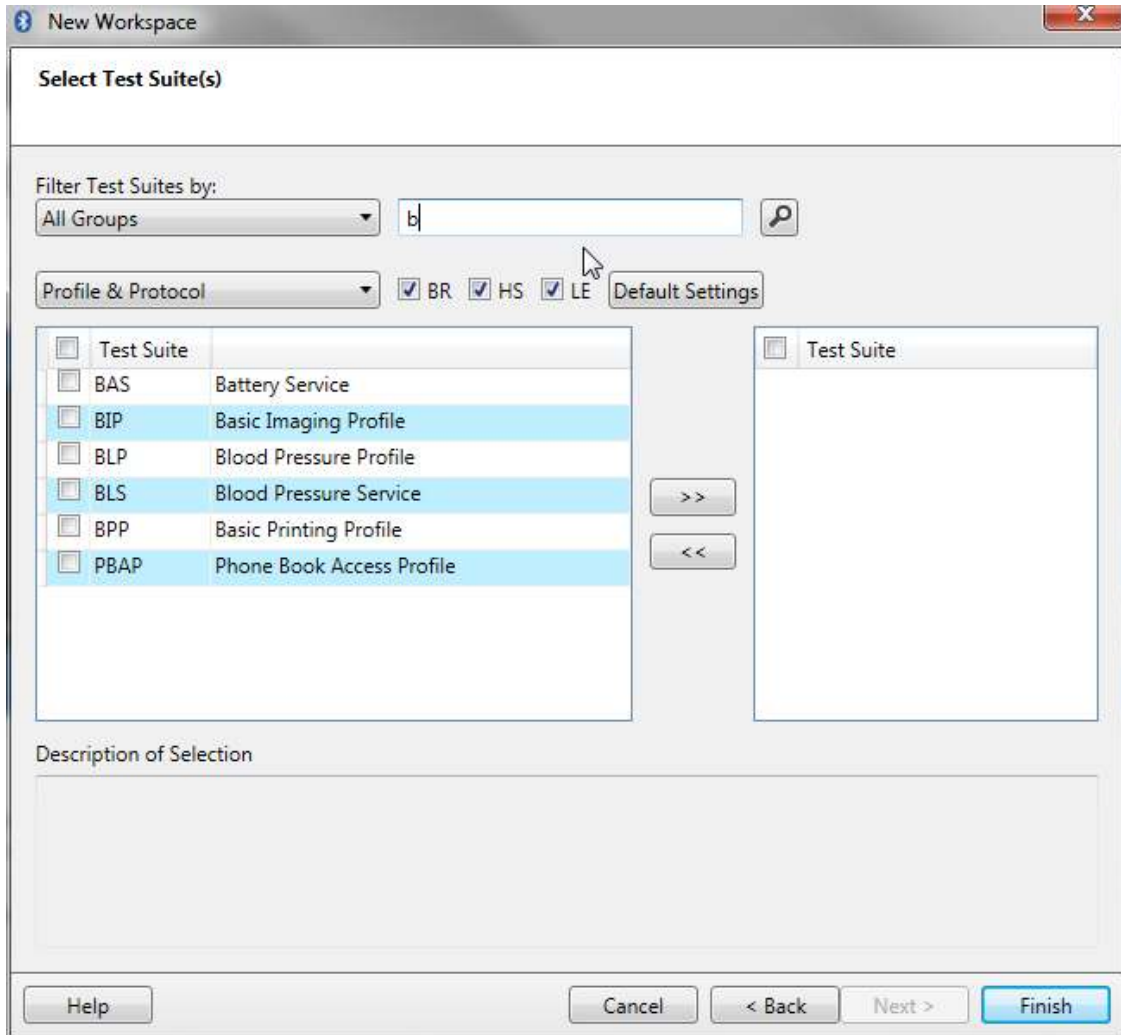 New Workspace
Select Test Suite(s)
Filter Test Suites by:
All Groups b
Profile & Protocol BR HS LE Default Settings
Test Suite Test Suite
BAS Battery Service
BIP Basic Imaging Profile
BLP Blood Pressure Profile
BLS Blood Pressure Service
BPP Basic Printing Profile
PBAP Phone Book Access Profile
>>
<<
Description of Selection
Help Cancel < Back Next > Finish